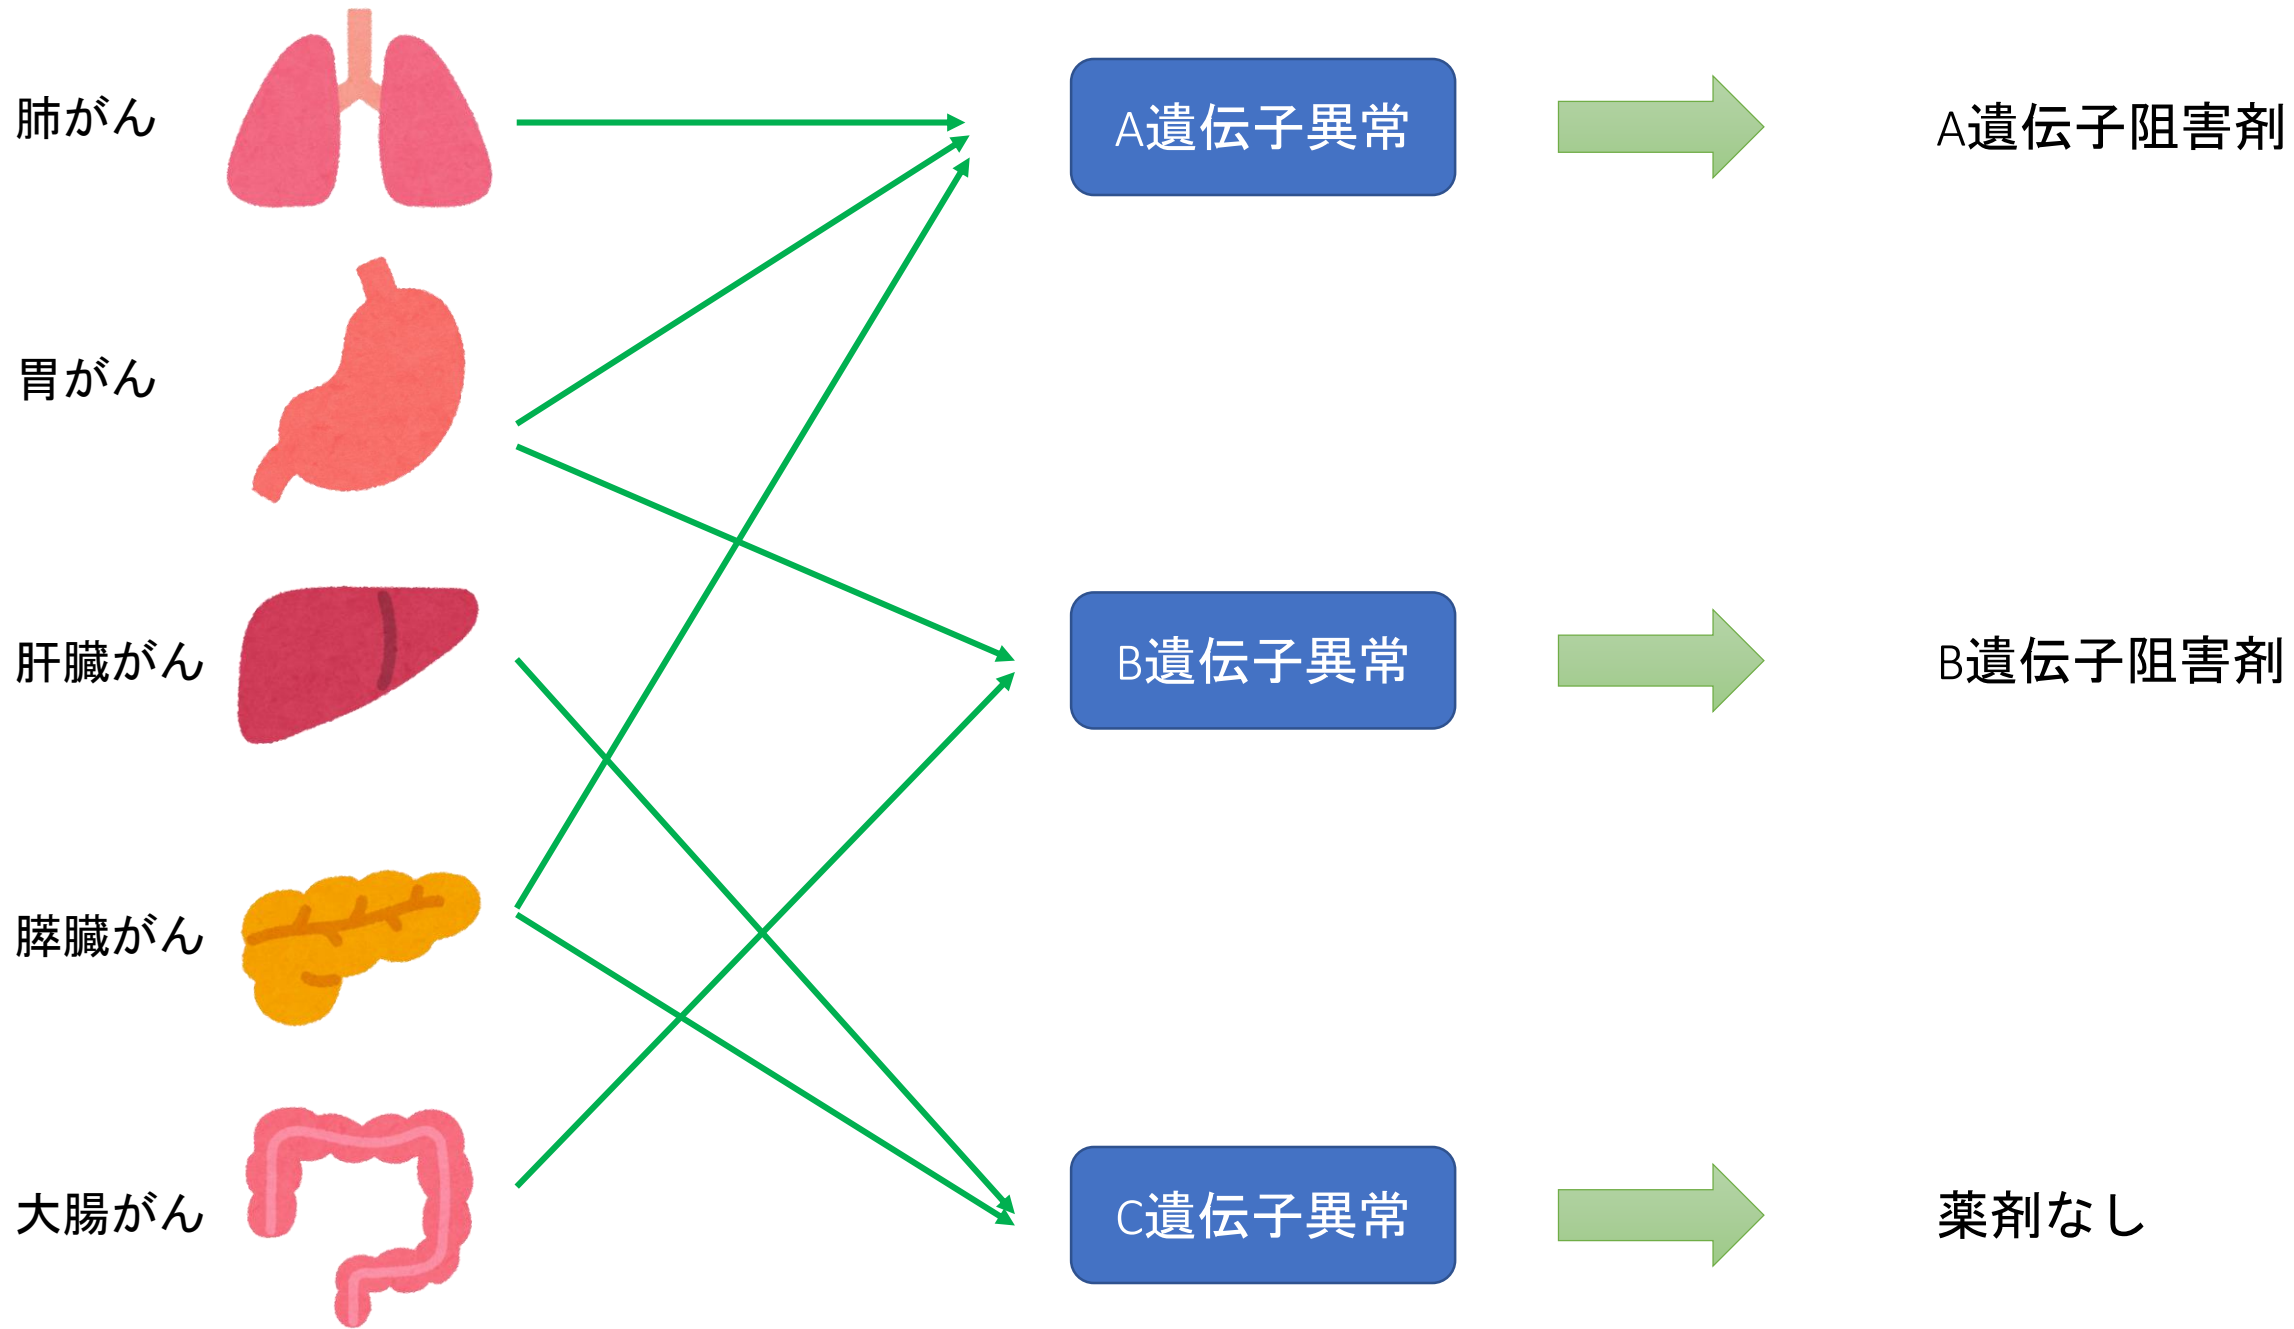 肺がん
A遺伝子異常
A遺伝子阻害剤
胃がん
肝臓がん
B遺伝子異常
B遺伝子阻害剤
膵臓がん
大腸がん
C遺伝子異常
薬剤なし